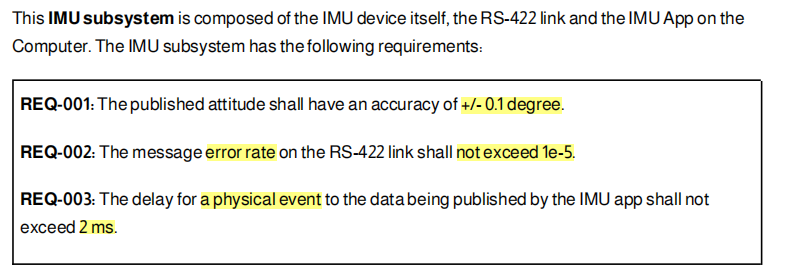 This IMU subsystem is composed of the IMU device itself, the RS-422 link and the IMU App on the
Computer. The IMU subsystem has the following requirements:
REQ-001: The published attitude shall have an accuracy of +/- 0.1 degree.
REQ-002: The message error rate on the RS-422 link shall not exceed 1e-5.
REQ-003: The delay for a physical event to the data being published by the IMU app shall not
exceed 2 ms.